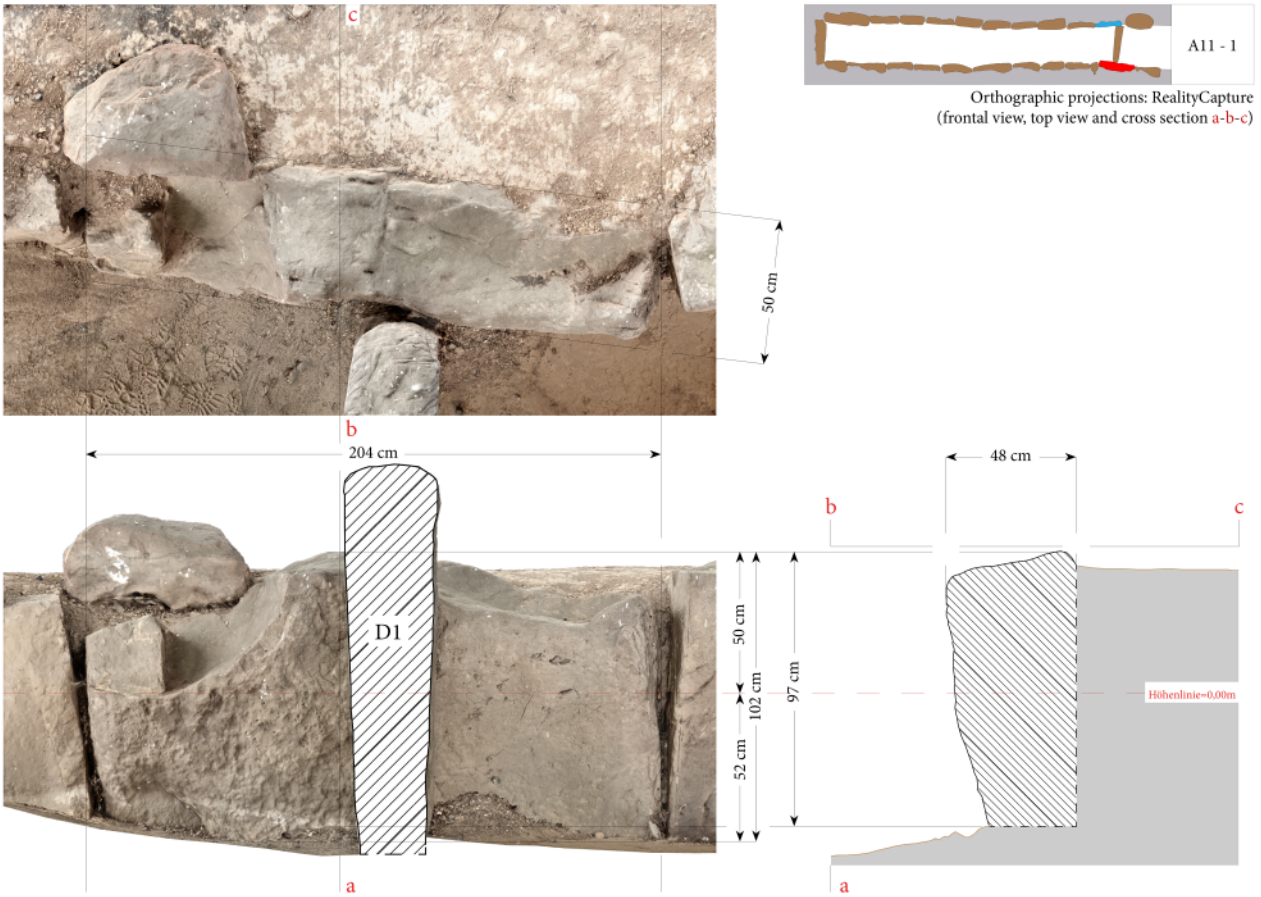 c
A11 - 1
Orthographic projections: RealityCapture
(frontal view, top view and cross section a-b-c)
50 cm
b
204 cm
48 cm
b
c
D1
50 cm
102 cm
97 cm
52 cm
Höhenlinie=0,00m
a
a